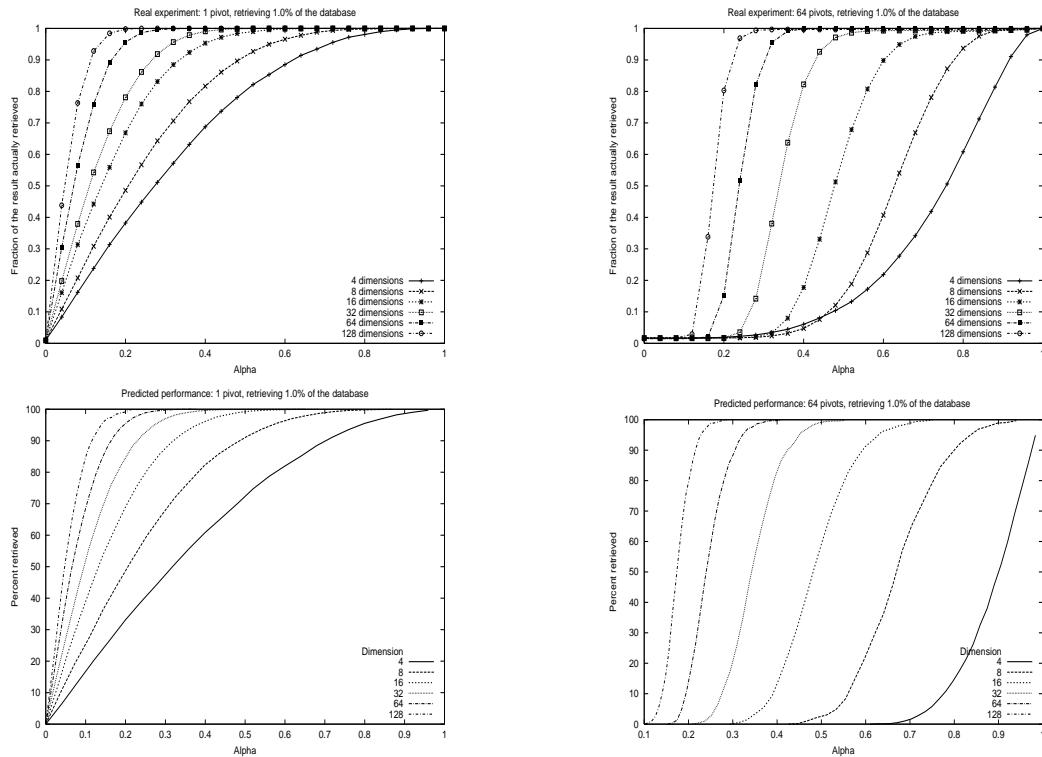 Real experiment: 1 pivot, retrieving 1.0% of the database
Fraction of the result actually retrieved
1
0.9
0.8
0.7
0.6
0.5
0.4
0.3
0.2
0.1
0
4 dimensions
8 dimensions
16 dimensions
32 dimensions
64 dimensions
128 dimensions
0 0.2 0.4 0.6 0.8 1
Alpha
Real experiment: 64 pivots, retrieving 1.0% of the database
Fraction of the result actually retrieved
1
0.9
0.8
0.7
0.6
0.5
0.4
0.3
0.2
0.1
0
4 dimensions
8 dimensions
16 dimensions
32 dimensions
64 dimensions
128 dimensions
0 0.2 0.4 0.6 0.8 1
Alpha
Predicted performance: 1 pivot, retrieving 1.0% of the database
Percent retrieved
100
90
80
70
60
50
40
30
20
10
0
Dimension
4
8
16
32
64
128
0 0.1 0.2 0.3 0.4 0.5 0.6 0.7 0.8 0.9 1
Alpha
Predicted performance: 64 pivots, retrieving 1.0% of the database
Percent retrieved
100
90
80
70
60
50
40
30
20
10
0
Dimension
4
8
16
32
64
128
0.1 0.2 0.3 0.4 0.5 0.6 0.7 0.8 0.9 1
Alpha